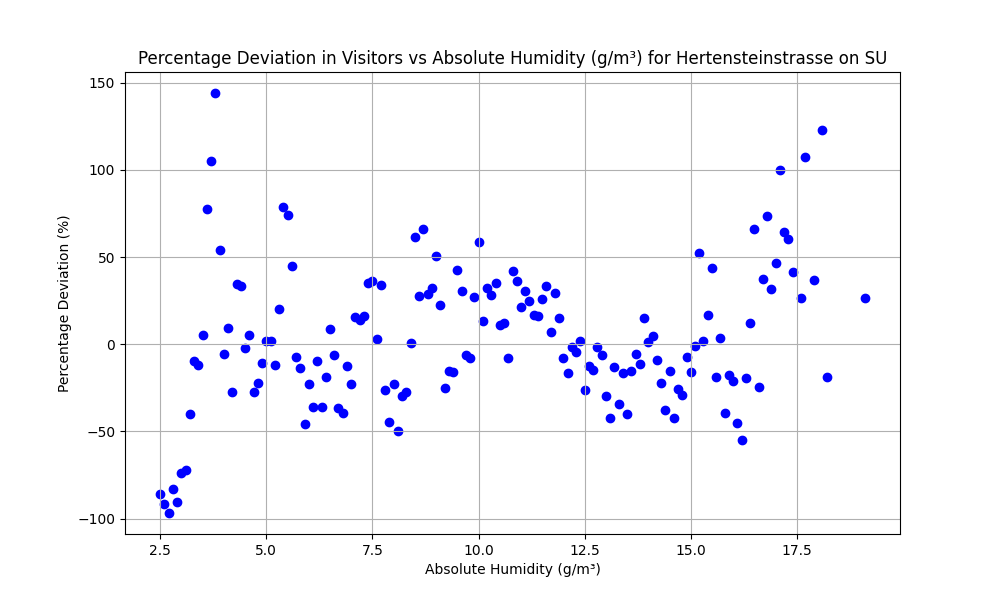 Percentage Deviation in Visitors vs Absolute Humidity (g/m³) for Hertensteinstrasse on SU
150
100
50
0
−50
−100
Percentage Deviation (%)
2.5 5.0 7.5 10.0 12.5 15.0 17.5
Absolute Humidity (g/m³)